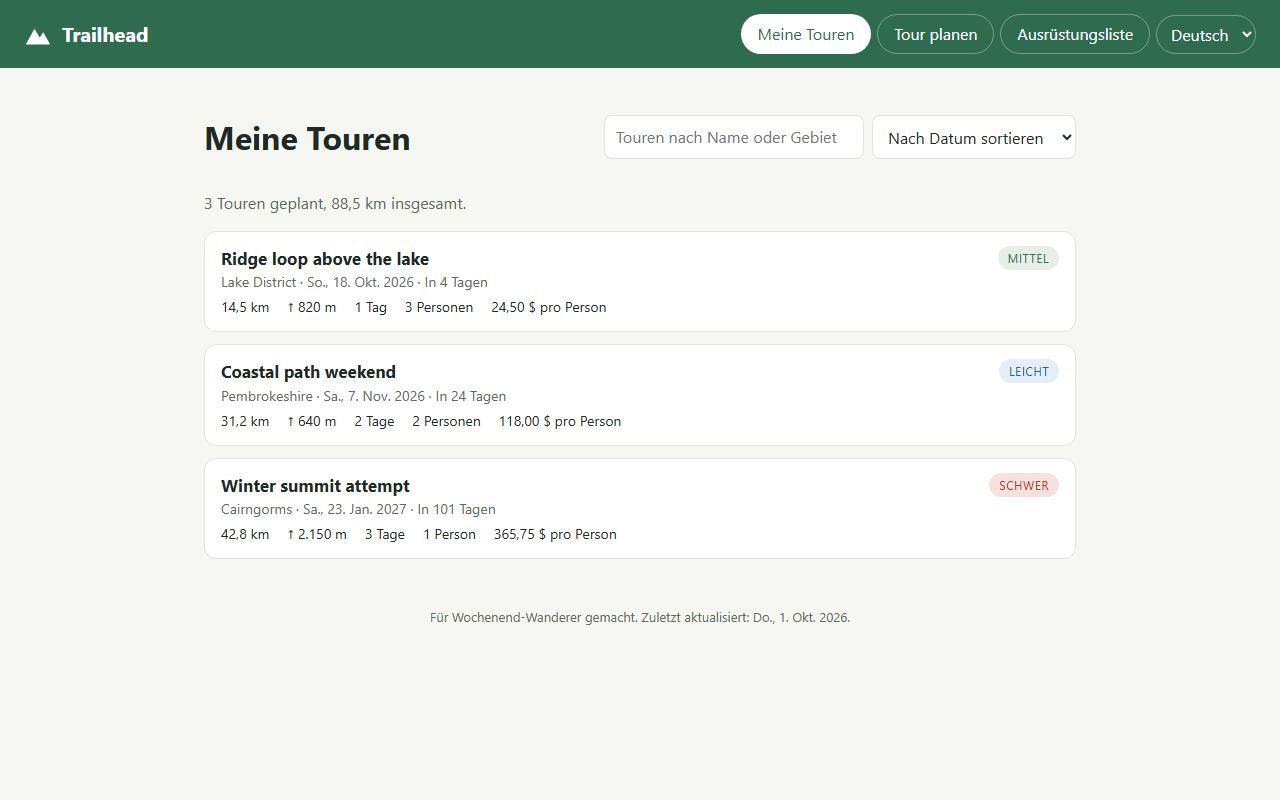 Trailhead
Meine Touren
Tour planen
Ausrüstungsliste
Deutsch
Meine Touren
Touren nach Name oder Gebiet
Nach Datum sortieren
3 Touren geplant, 88,5 km insgesamt.
Ridge loop above the lake
MITTEL
Lake District · So., 18. Okt. 2026 · In 4 Tagen
14,5 km ↑ 820 m 1 Tag 3 Personen 24,50 $ pro Person
Coastal path weekend
LEICHT
Pembrokeshire · Sa., 7. Nov. 2026 · In 24 Tagen
31,2 km ↑ 640 m 2 Tage 2 Personen 118,00 $ pro Person
Winter summit attempt
SCHWER
Cairngorms · Sa., 23. Jan. 2027 · In 101 Tagen
42,8 km ↑ 2.150 m 3 Tage 1 Person 365,75 $ pro Person
Für Wochenend-Wanderer gemacht. Zuletzt aktualisiert: Do., 1. Okt. 2026.